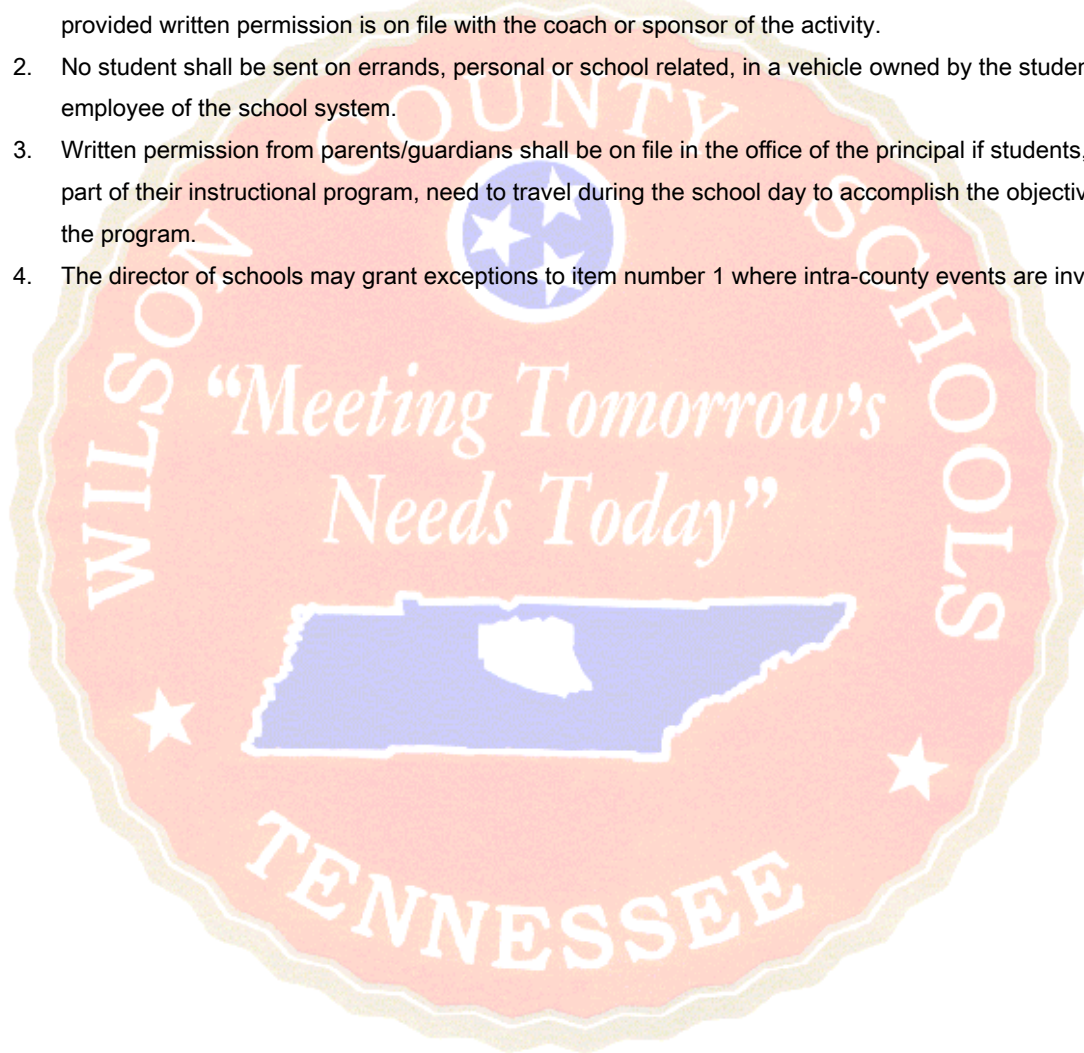 provided written permission is on file with the coach or sponsor of the activity.
2. No student shall be sent on errands, personal or school related, in a vehicle owned by the
employee of the school system.
3. Written permission from parents/guardians shall be on file in the office of the principal if students,
part of their instructional program, need to travel during the school day to accomplish the
the program.
4. The director of schools may grant exceptions to item number 1 where intra-county events are
WILSON COUNTY SCHOOLS
“Meeting Tomorrow's
Needs Today”
TENNESSEE